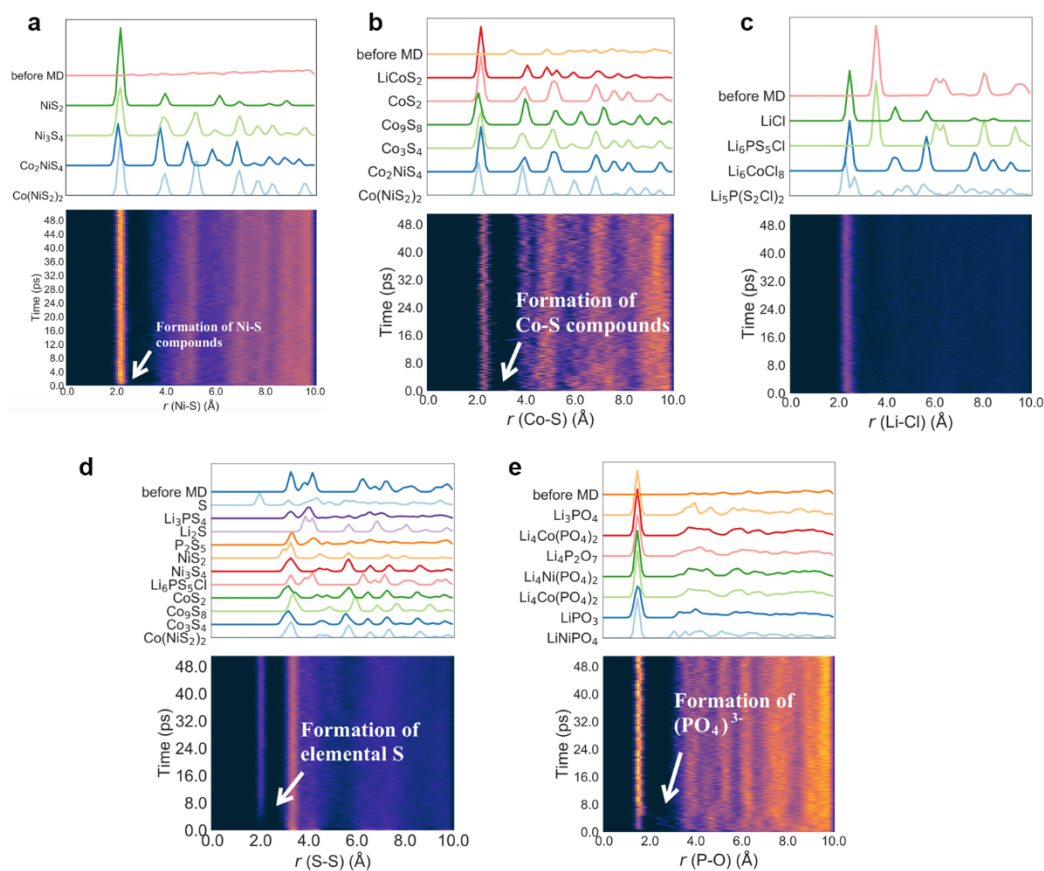 a
before MD
NiS2
Ni3S4
Co2NiS4
Co(NiS2)2
Time (ps)
48.0
40.0
32.0
24.0
16.0
8.0
4.0
0.0
Formation of Ni-S
compounds
0.0 2.0 4.0 6.0 8.0 10.0
r (Ni-S) (Å)
b
before MD
LiCoS2
CoS2
Co9S8
Co3S4
Co2NiS4
Co(NiS2)2
Time (ps)
48.0
40.0
32.0
24.0
16.0
8.0
0.0
Formation of
Co-S compounds
0.0 2.0 4.0 6.0 8.0 10.0
r (Co-S) (Å)
c
before MD
LiCl
Li6PS5Cl
Li6CoCl8
Li5P(S2Cl)2
Time (ps)
48.0
40.0
32.0
24.0
16.0
8.0
0.0
0.0 2.0 4.0 6.0 8.0 10.0
r (Li-Cl) (Å)
d
before MD
S
Li3PS4
Li2S
P2S5
NiS2
Ni3S4
Li6PS5Cl
CoS2
Co9S8
Co3S4
Co(NiS2)2
Time (ps)
48.0
40.0
32.0
24.0
16.0
8.0
0.0
Formation of
elemental S
0.0 2.0 4.0 6.0 8.0 10.0
r (S-S) (Å)
e
before MD
Li3PO4
Li4Co(PO4)2
Li4P2O7
Li4Ni(PO4)2
Li4Co(PO4)2
LiPO3
LiNiPO4
Time (ps)
48.0
40.0
32.0
24.0
16.0
8.0
0.0
Formation of
(PO4)3-
0.0 2.0 4.0 6.0 8.0 10.0
r (P-O) (Å)